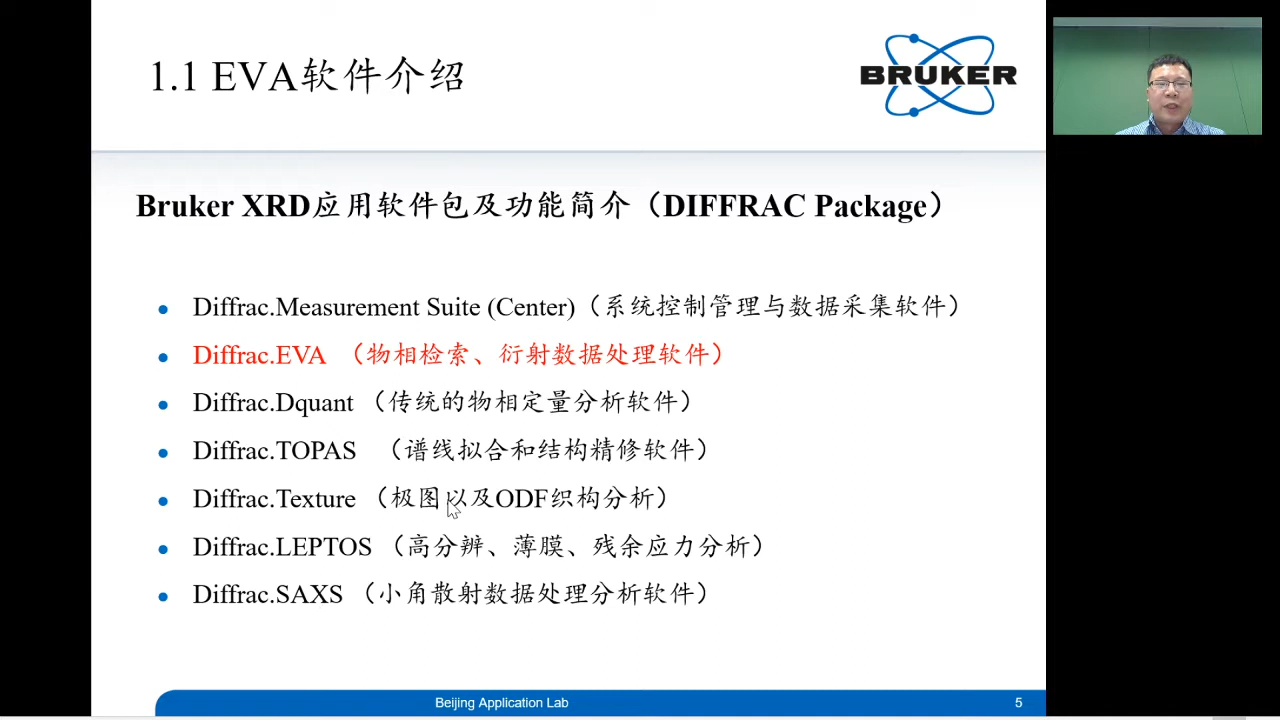 1.1 EVA软件介绍
BRUKER
Bruker XRD应用软件包及功能简介（DIFFRAC Package）
Diffrac.Measurement Suite (Center)（系统控制管理与数据采集软件）
Diffrac.EVA （物相检索、衍射数据处理软件）
Diffrac.Dquant （传统的物相定量分析软件）
Diffrac.TOPAS （谱线拟合和结构精修软件）
Diffrac.Texture （极图以及ODF织构分析）
Diffrac.LEPTOS （高分辨、薄膜、残余应力分析）
Diffrac.SAXS （小角散射数据处理分析软件）
Beijing Application Lab
5